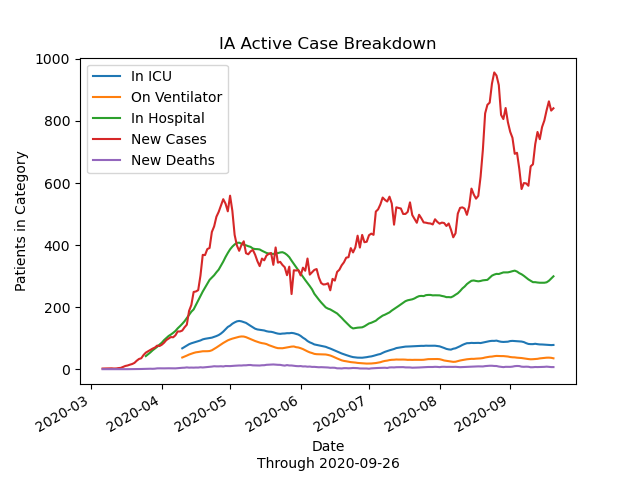 IA Active Case Breakdown
In ICU
On Ventilator
In Hospital
New Cases
New Deaths
Patients in Category
1000
800
600
400
200
0
2020-03
2020-04
2020-05
2020-06
2020-07
2020-08
2020-09
Date
Through 2020-09-26